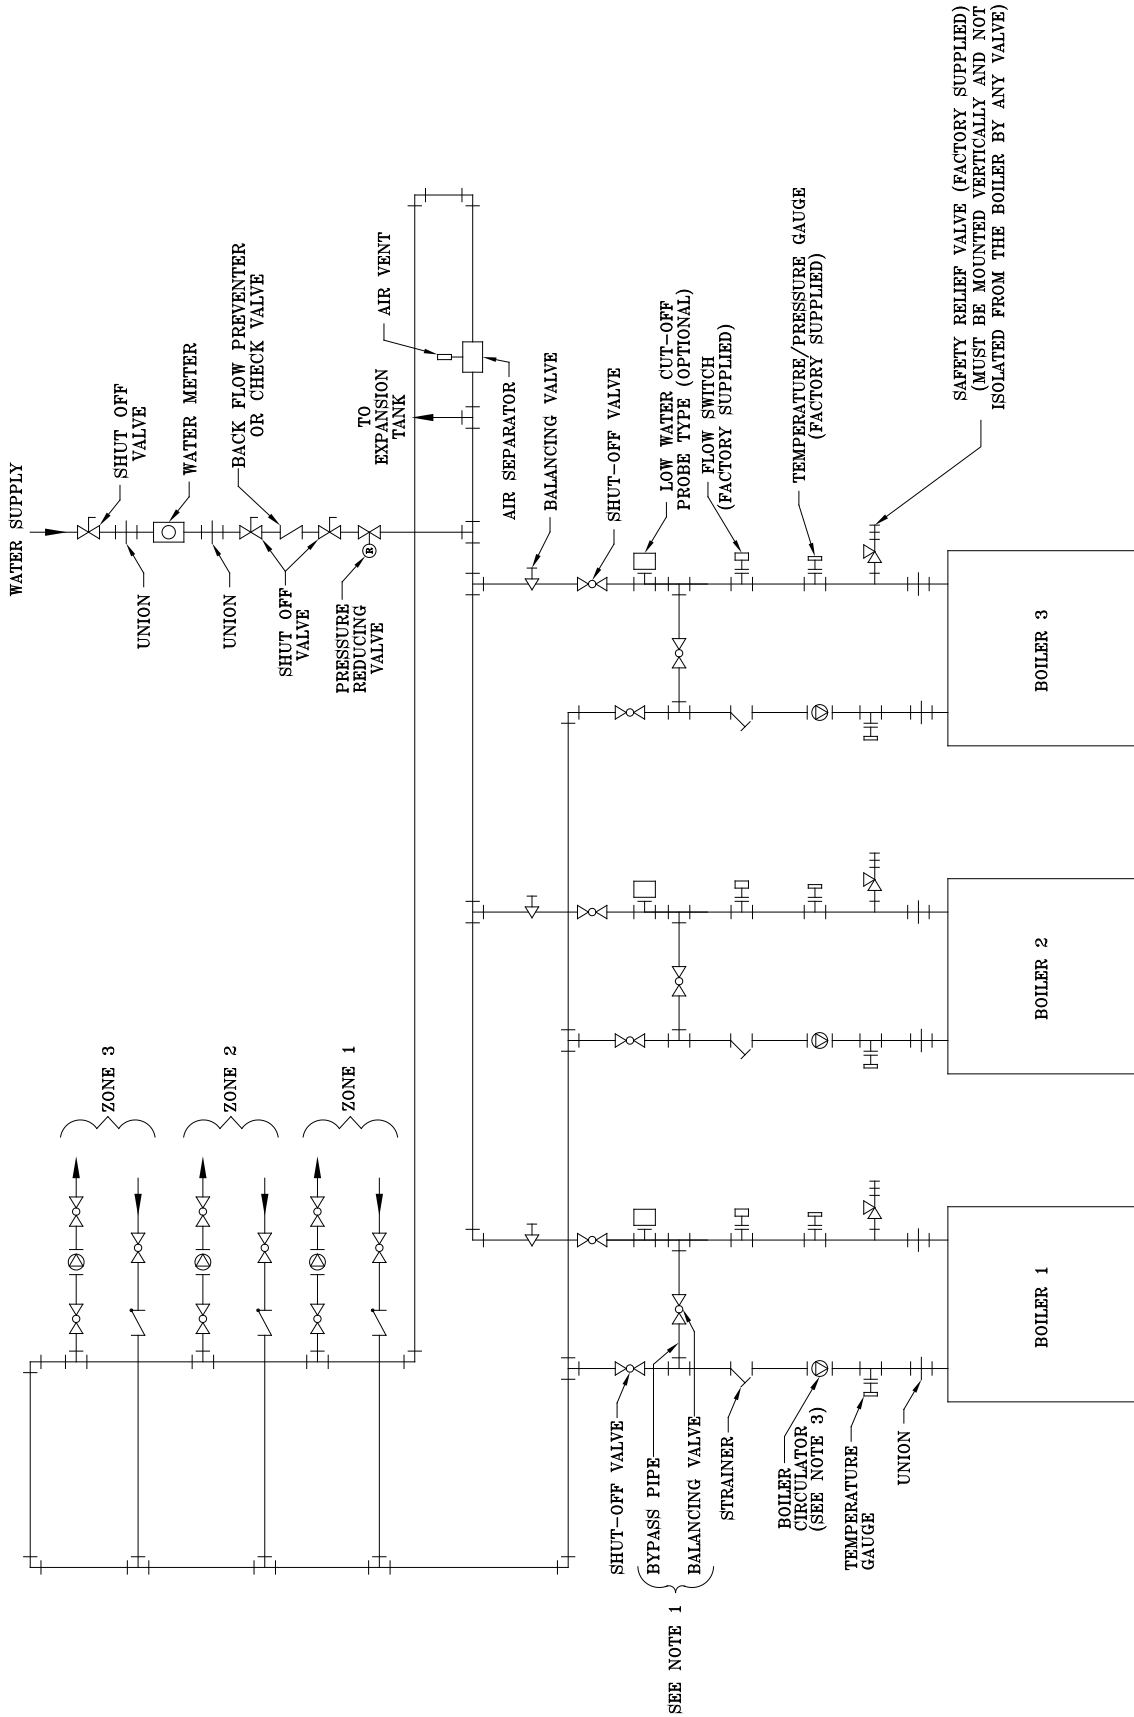 WATER SUPPLY
SHUT OFF
VALVE
UNION
WATER METER
UNION
BACK FLOW PREVENTER
OR CHECK VALVE
SHUT OFF
VALVE
PRESSURE
REDUCING
VALVE
R
TO
EXPANSION
TANK
AIR VENT
AIR SEPARATOR
ZONE 3
ZONE 2
ZONE 1
BALANCING VALVE
SHUT-OFF VALVE
LOW WATER CUT-OFF
PROBE TYPE (OPTIONAL)
FLOW SWITCH
(FACTORY SUPPLIED)
TEMPERATURE/PRESSURE GAUGE
(FACTORY SUPPLIED)
SAFETY RELIEF VALVE (FACTORY SUPPLIED)
(MUST BE MOUNTED VERTICALLY AND NOT
ISOLATED FROM THE BOILER BY ANY VALVE)
SHUT-OFF VALVE
SEE NOTE 1
BYPASS PIPE
BALANCING VALVE
STRAINER
BOILER
CIRCULATOR
(SEE NOTE 3)
TEMPERATURE
GAUGE
UNION
BOILER 1
BOILER 2
BOILER 3